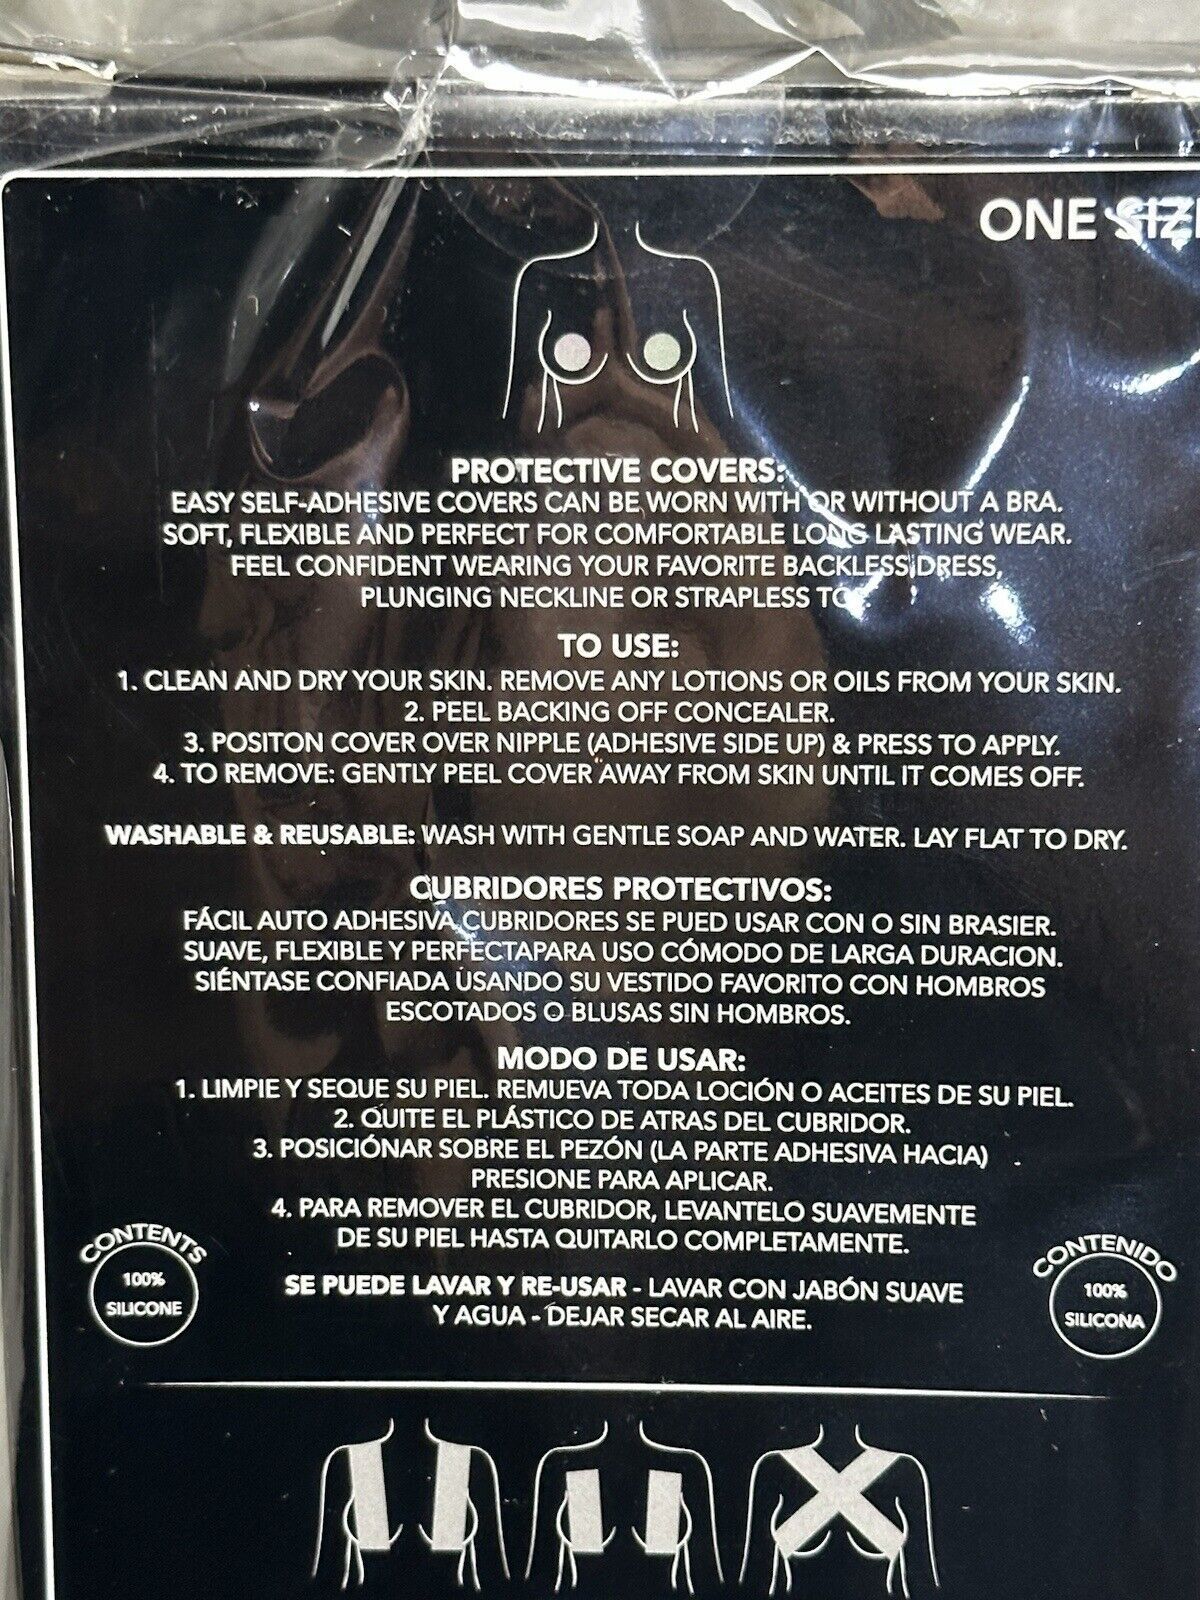 ONE SIZE
PROTECTIVE COVERS:
EASY SELF-ADHESIVE COVERS CAN BE WORN WITH OR WITHOUT A BRA.
SOFT, FLEXIBLE AND PERFECT FOR COMFORTABLE LONG LASTING WEAR.
FEEL CONFIDENT WEARING YOUR FAVORITE BACKLESS DRESS,
PLUNGING NECKLINE OR STRAPLESS TOP.
TO USE:
1. CLEAN AND DRY YOUR SKIN. REMOVE ANY LOTIONS OR OILS FROM YOUR SKIN.
2. PEEL BACKING OFF CONCEALER.
3. POSITON COVER OVER NIPPLE (ADHESIVE SIDE UP) & PRESS TO APPLY.
4. TO REMOVE: GENTLY PEEL COVER AWAY FROM SKIN UNTIL IT COMES OFF.
WASHABLE & REUSABLE: WASH WITH GENTLE SOAP AND WATER. LAY FLAT TO DRY.
CUBRIDORES PROTECTIVOS:
FÁCIL AUTO ADHESIVA CUBRIDORES SE PUED USAR CON O SIN BRASIER.
SUAVE, FLEXIBLE Y PERFECTAPARA USO CÓMODO DE LARGA DURACION.
SIÉNTASE CONFIADA USANDO SU VESTIDO FAVORITO CON HOMBROS
ESCOTADOS O BLUSAS SIN HOMBROS.
MODO DE USAR:
1. LIMPIE Y SEQUE SU PIEL. REMUEVA TODA LOCIÓN O ACEITES DE SU PIEL.
2. QUITE EL PLÁSTICO DE ATRAS DEL CUBRIDOR.
3. POSICIÓNAR SOBRE EL PEZÓN (LA PARTE ADHESIVA HACIA) .
PRESIONE PARA APLICAR.
4. PARA REMOVER EL CUBRIDOR, LEVANTELO SUAVEMENTE
DE SU PIEL HASTA QUITARLO COMPLETAMENTE.
SE PUEDE LAVAR Y RE-USAR - LAVAR CON JABÓN SUAVE
Y AGUA - DEJAR SECAR AL AIRE.
CONTENTS
100%
SILICONE
CONTENIDO
100%
SILICONA